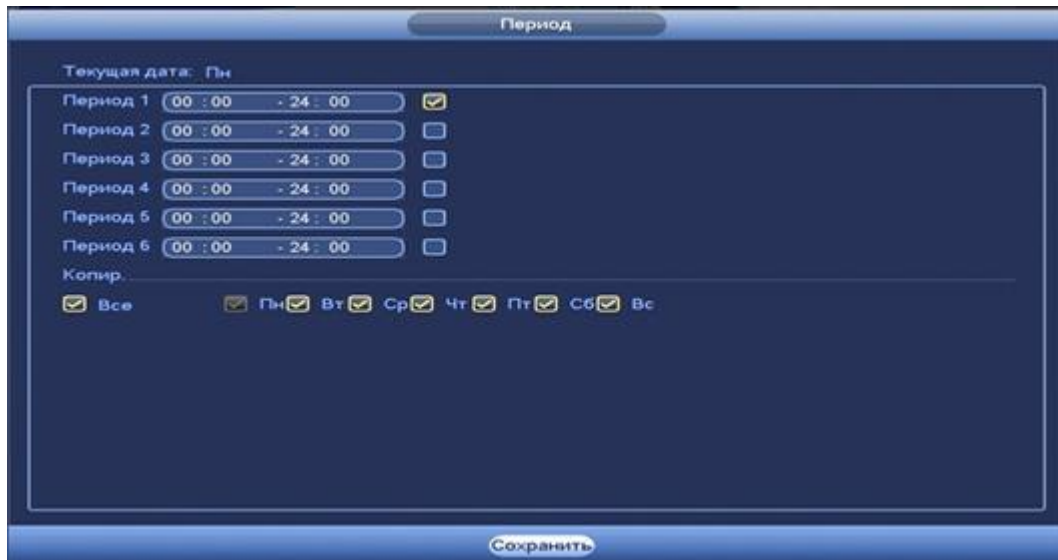 Период
Текущая дата: Пн
Период 1 00 : 00 - 24 : 00
Период 2 00 : 00 - 24 : 00
Период 3 00 : 00 - 24 : 00
Период 4 00 : 00 - 24 : 00
Период 5 00 : 00 - 24 : 00
Период 6 00 : 00 - 24 : 00
Копир.
Все Пн Вт Ср Чт Пт Сб Вс
Сохранить